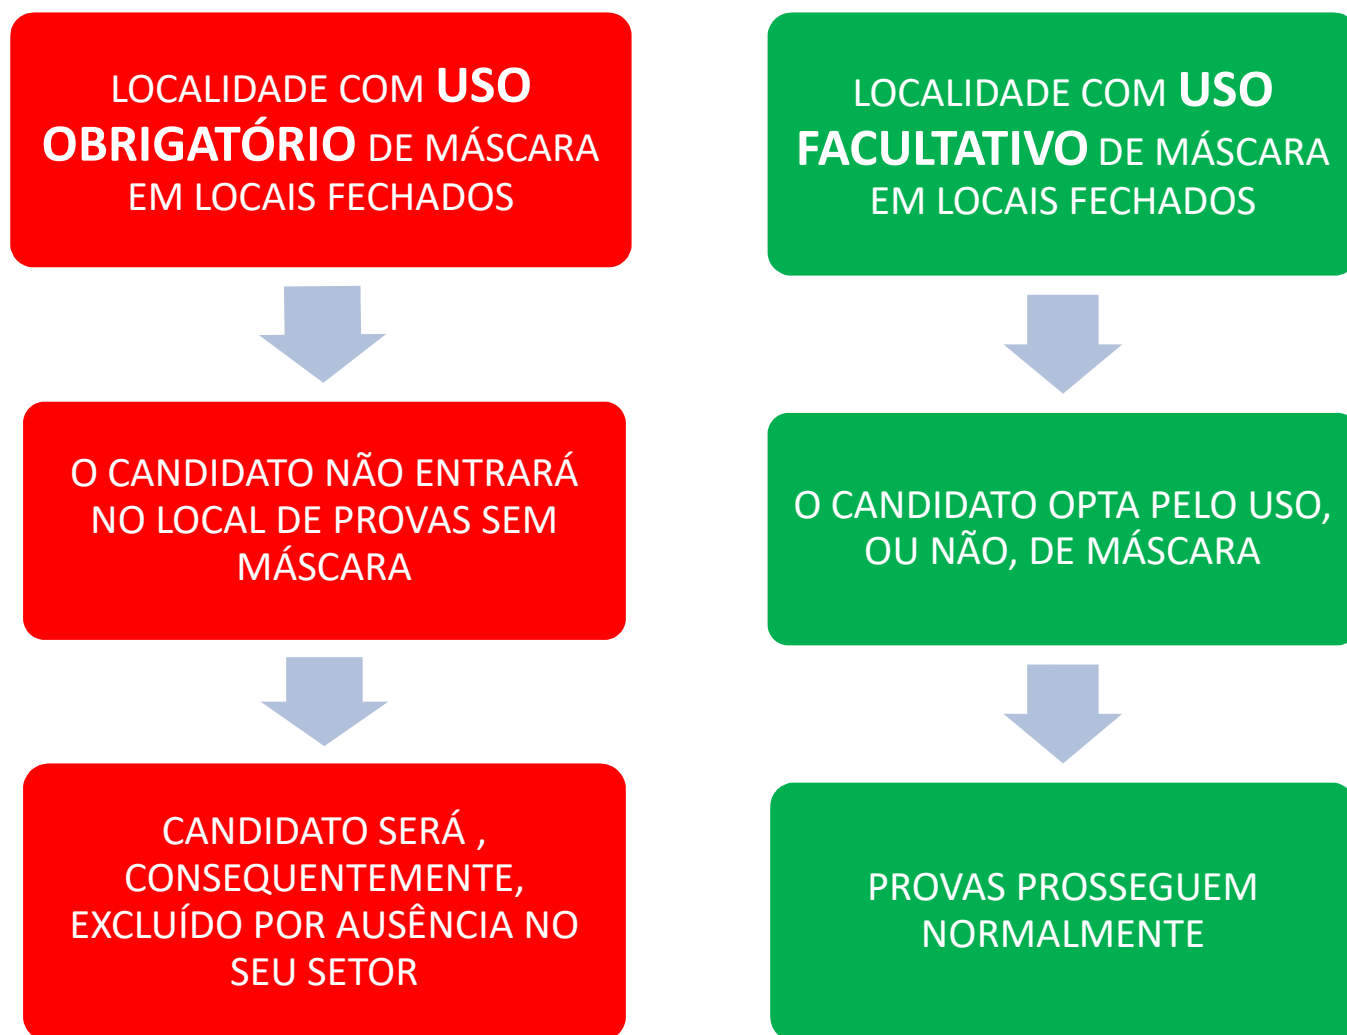 LOCALIDADE COM USO
OBRIGATÓRIO DE MÁSCARA
EM LOCAIS FECHADOS
O CANDIDATO NÃO ENTRARÁ
NO LOCAL DE PROVAS SEM
MÁSCARA
CANDIDATO SERÁ ,
CONSEQUENTEMENTE,
EXCLUÍDO POR AUSÊNCIA NO
SEU SETOR
LOCALIDADE COM USO
FACULTATIVO DE MÁSCARA
EM LOCAIS FECHADOS
O CANDIDATO OPTA PELO USO,
OU NÃO, DE MÁSCARA
PROVAS PROSSEGUEM
NORMALMENTE